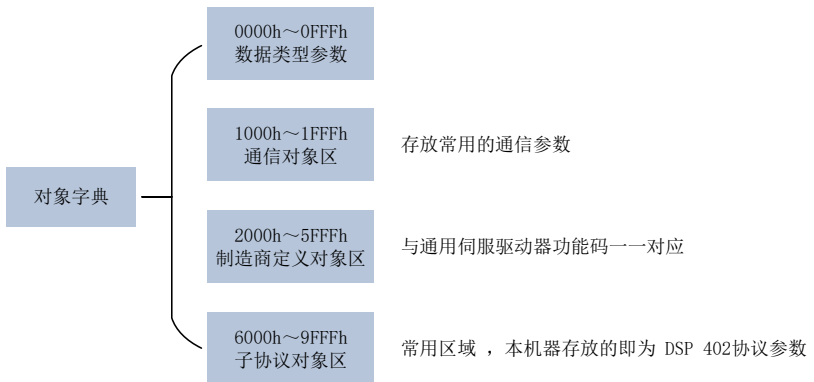 0000h～0FFFh
数据类型参数
1000h～1FFFh
通信对象区
存放常用的通信参数
对象字典
2000h～5FFFh
制造商定义对象区
与通用伺服驱动器功能码一一对应
6000h～9FFFh
子协议对象区
常用区域 ，本机器存放的即为 DSP 402协议参数